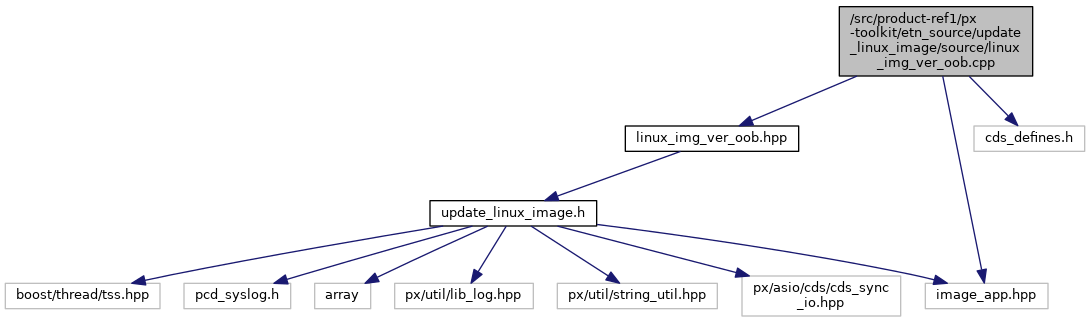 /src/product-ref1/px
-toolkit/etn_source/update
_linux_image/source/linux
_img_ver_oob.cpp
linux_img_ver_oob.hpp
cds_defines.h
update_linux_image.h
boost/thread/tss.hpp
pcd_syslog.h
array
px/util/lib_log.hpp
px/util/string_util.hpp
px/asio/cds/cds_sync
_io.hpp
image_app.hpp